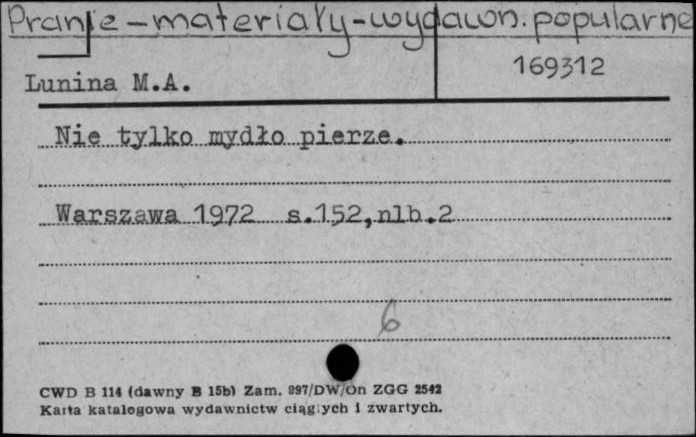 Pranie-materiały-wydawn. popularne
169312
Lunina M.A.
Nie tylko mydło pierze.
Warszawa 1972 s.152,nlb.2
6
CWD B 114 (dawny B 15b) Zam. 897/DW/On ZGG 2542
Karta katalogowa wydawnictw ciągłych i zwartych.